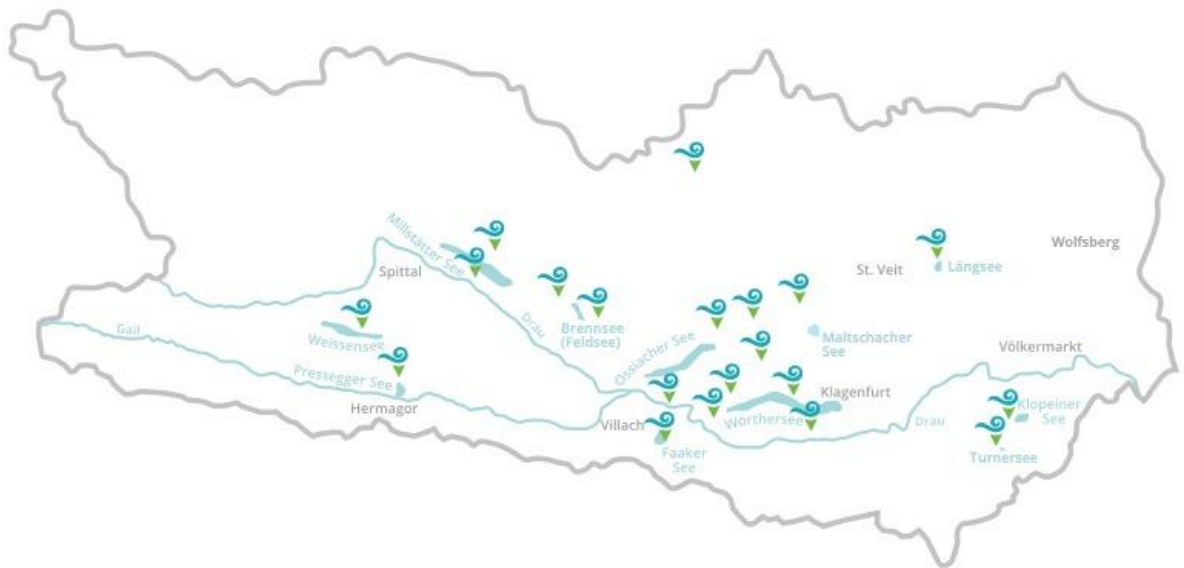 Millstätter See
Spittal
Wolfsberg
St. Veit
Längsee
Gail
Weissensee
Drau
Brennsee
(Feldsee)
Ossiacher See
Maltschacher
See
Völkermarkt
Pressegger See
Hermagor
Klagenfurt
Wörthersee
Villach
Faaker
See
Drau
Klopeiner
See
Turnersee